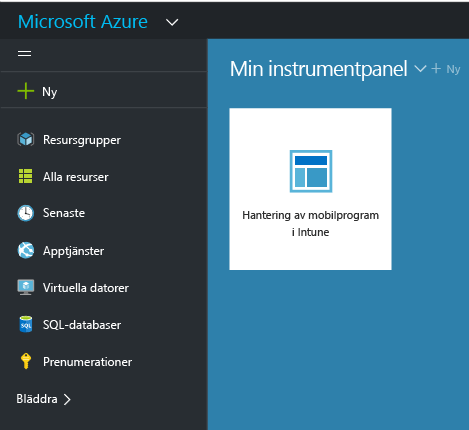 Microsoft Azure
Ny
Resursgrupper
Alla resurser
Senaste
Apptjänster
Virtuella datorer
SQL
SQL-databaser
Prenumerationer
Bläddra
Min instrumentpanel
Ny
Hantering av mobilprogram
i Intune